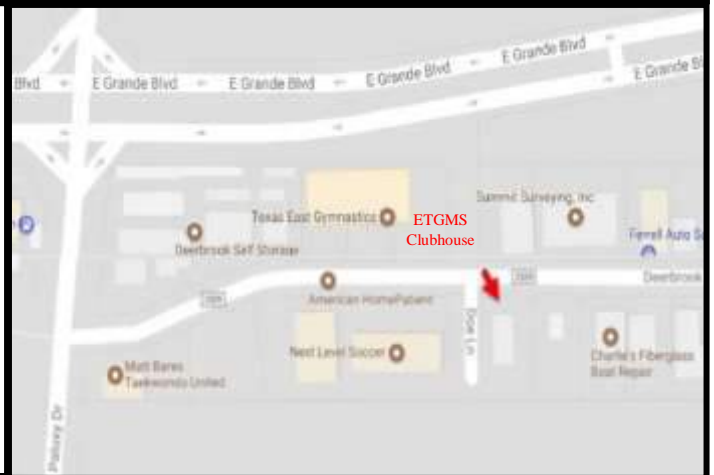 E Grande Blvd
E Grande
Blvd
E Grande Blvd
E Grande Blvd
E Grande Blvd
Summit Surveying, Inc
Texas East Gymnastics
ETGMS
Clubhouse
Ferrell Auto
Deerbrook Self Storage
Deerbrook
American HomePatient
Doe Ln
Next Level Soccer
Charlie's Fiberglass
Boat Repair
Matt Bares
Taekwondo United
Paluxy Dr